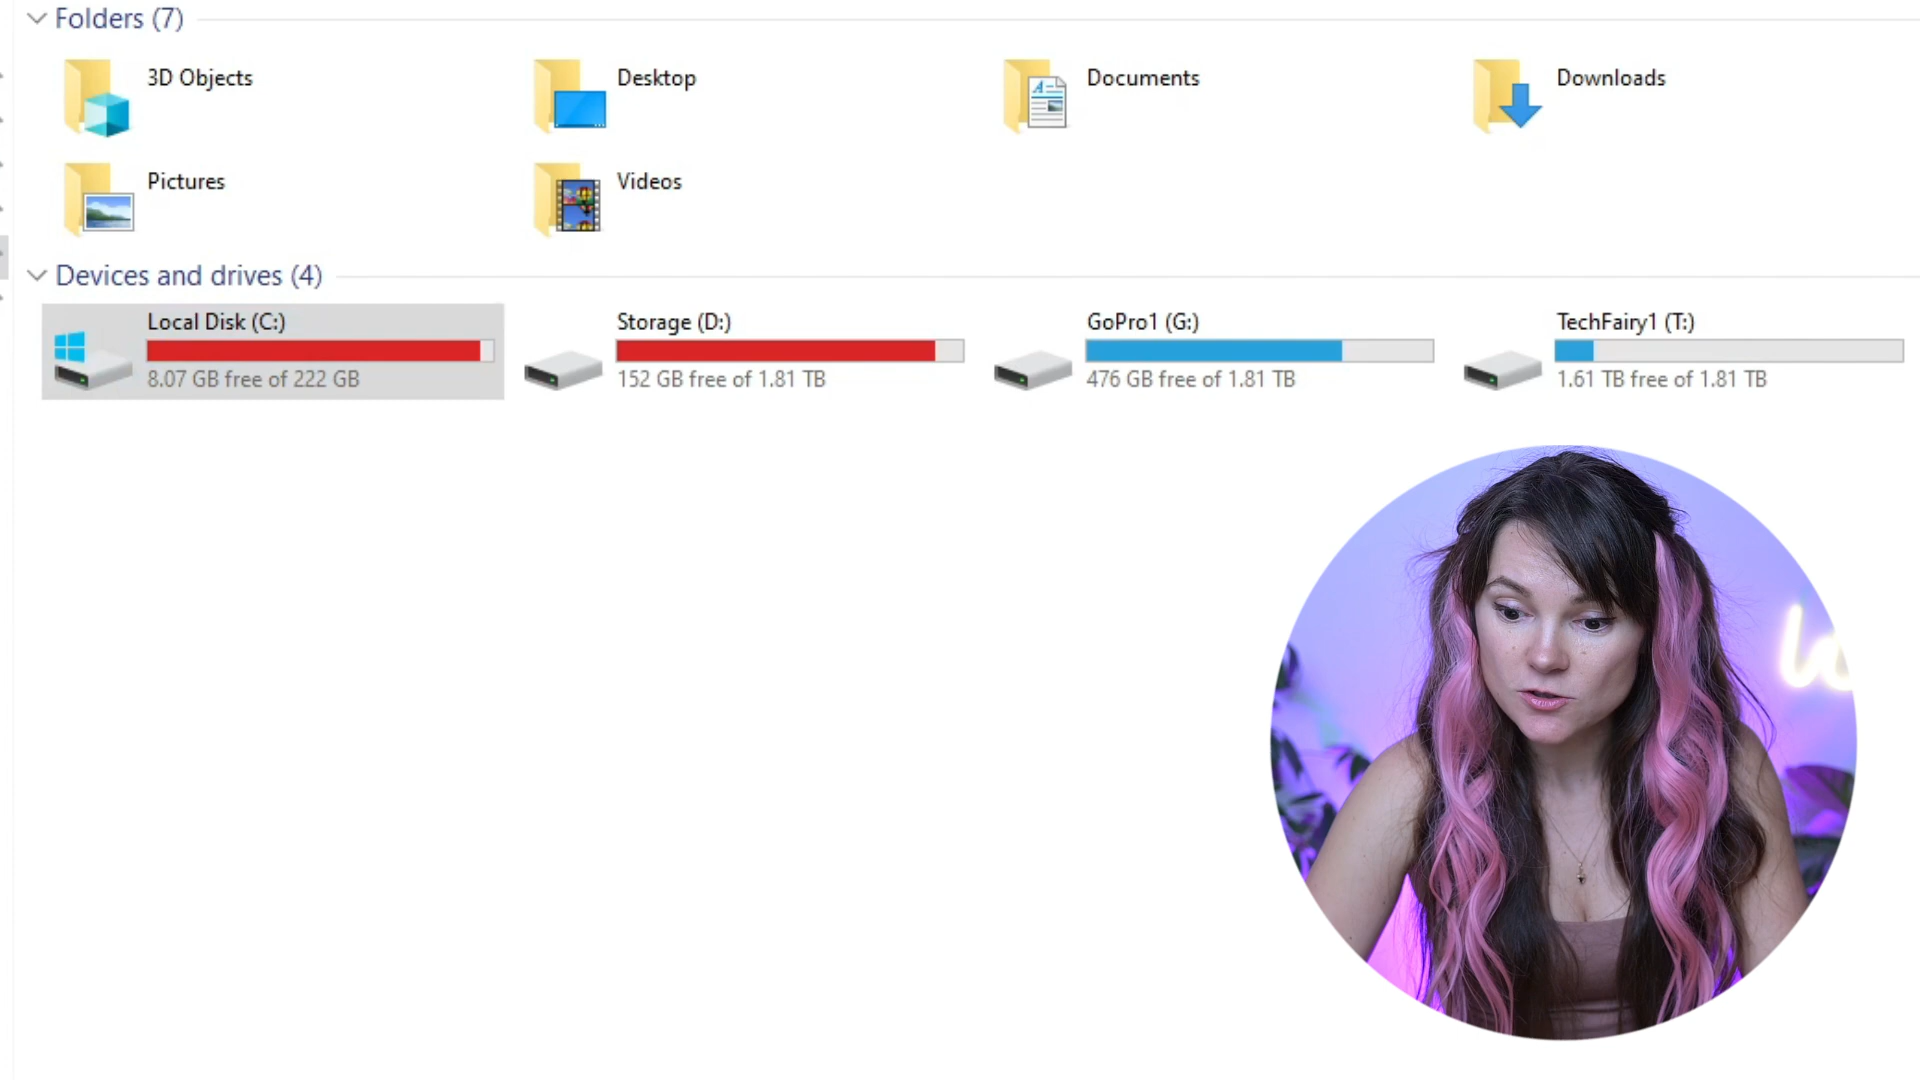 Folders (7)
3D Objects
Desktop
Documents
Downloads
Pictures
Videos
Devices and drives (4)
Local Disk (C:)
8.07 GB free of 222 GB
Storage (D:)
152 GB free of 1.81 TB
GoPro1 (G:)
476 GB free of 1.81 TB
TechFairy1 (T:)
1.61 TB free of 1.81 TB